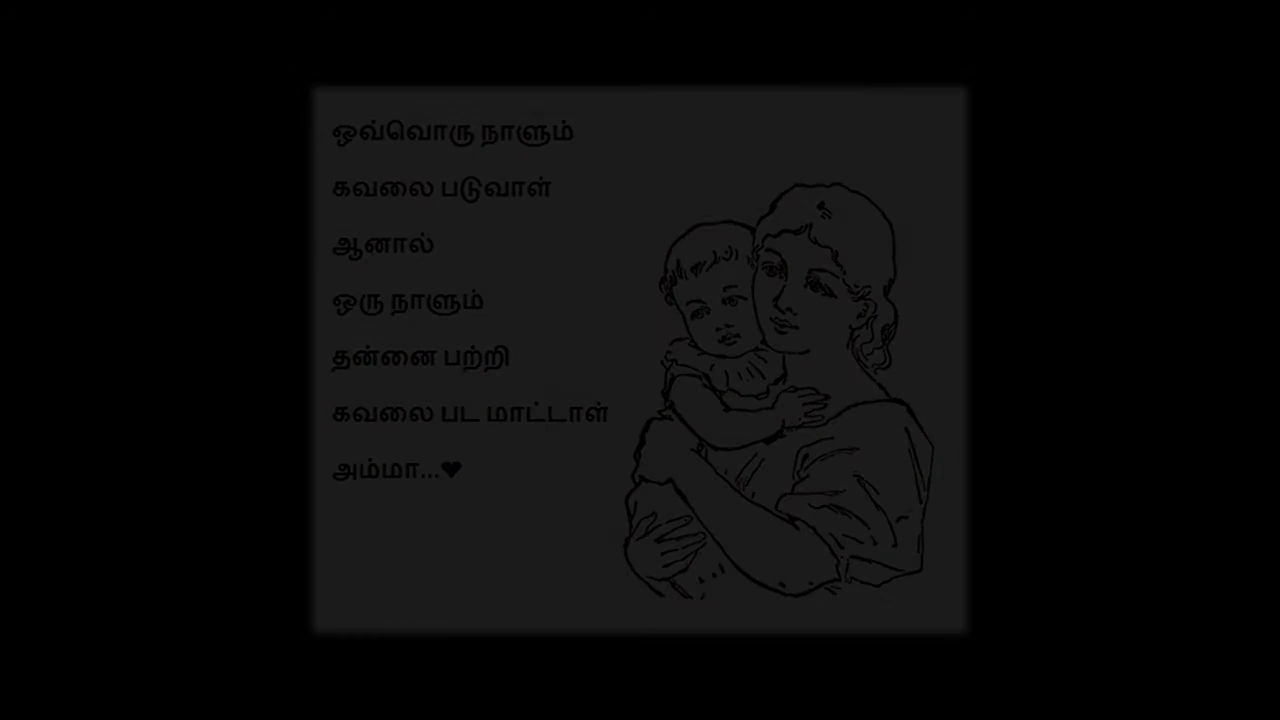 ஒவ்வொரு நாளும்
கவலை படுவாள்
ஆனால்
ஒரு நாளும்
தன்னை பற்றி
கவலை பட மாட்டாள்
அம்மா...❤